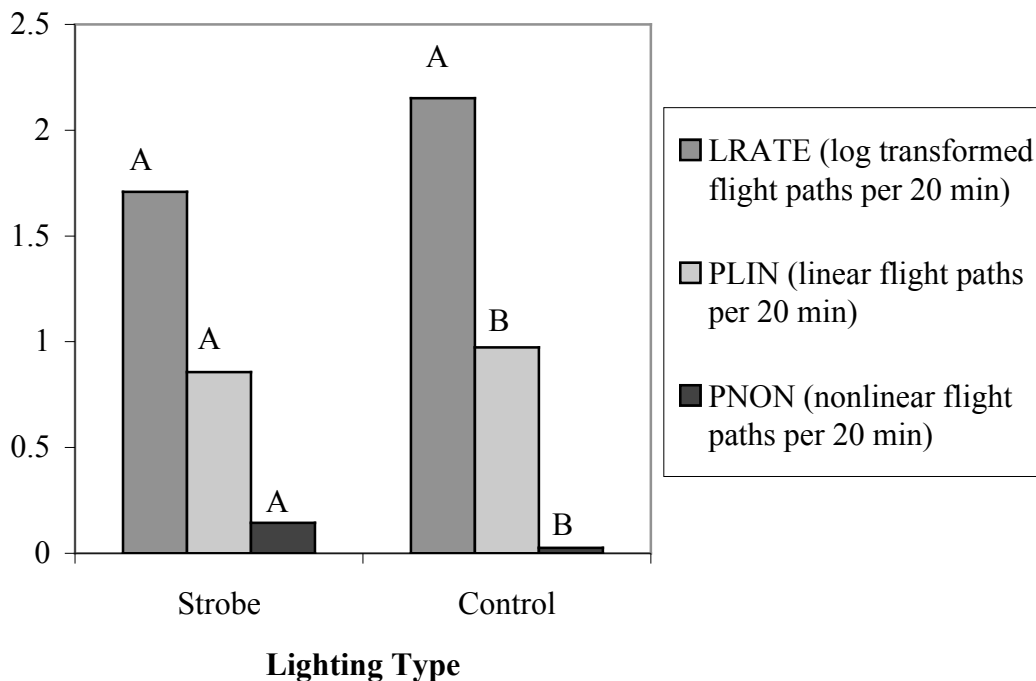 2.5
2
1.5
1
0.5
0
A
A
A
A
B
B
Strobe
Control
Lighting Type
LRATE (log transformed
flight paths per 20 min)
PLIN (linear flight paths
per 20 min)
PNON (nonlinear flight
paths per 20 min)